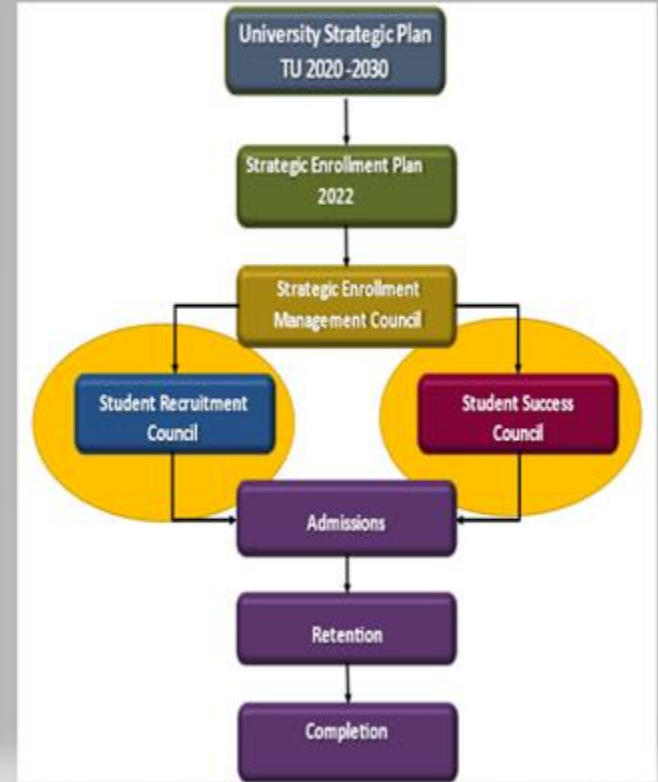 University Strategic Plan
TU 2020 -2030
Strategic Enrollment Plan
2022
Strategic Enrollment
Management Council
Student Recruitment
Council
Student Success
Council
Admissions
Retention
Completion